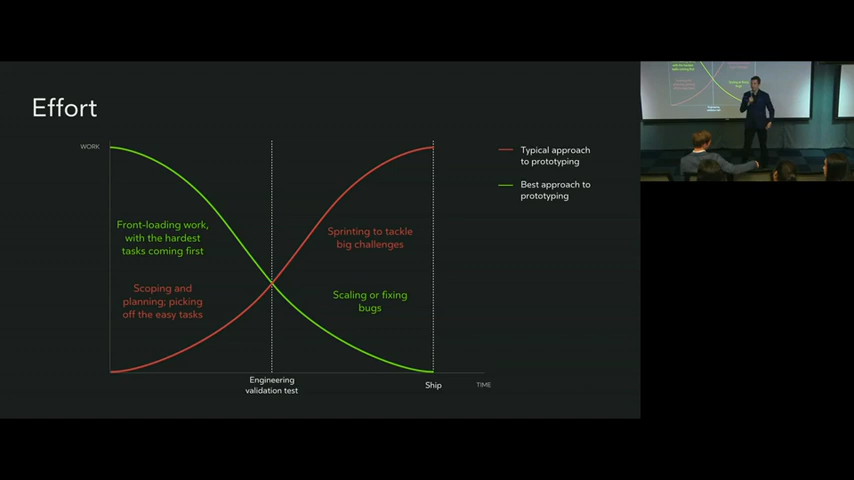 Effort
WORK
Typical approach
to prototyping
Best approach to
prototyping
Front-loading work,
with the hardest
tasks coming first
Sprinting to tackle
big challenges
Scoping and
planning; picking
off the easy tasks
Scaling or fixing
bugs
Engineering
validation test
Ship
TIME